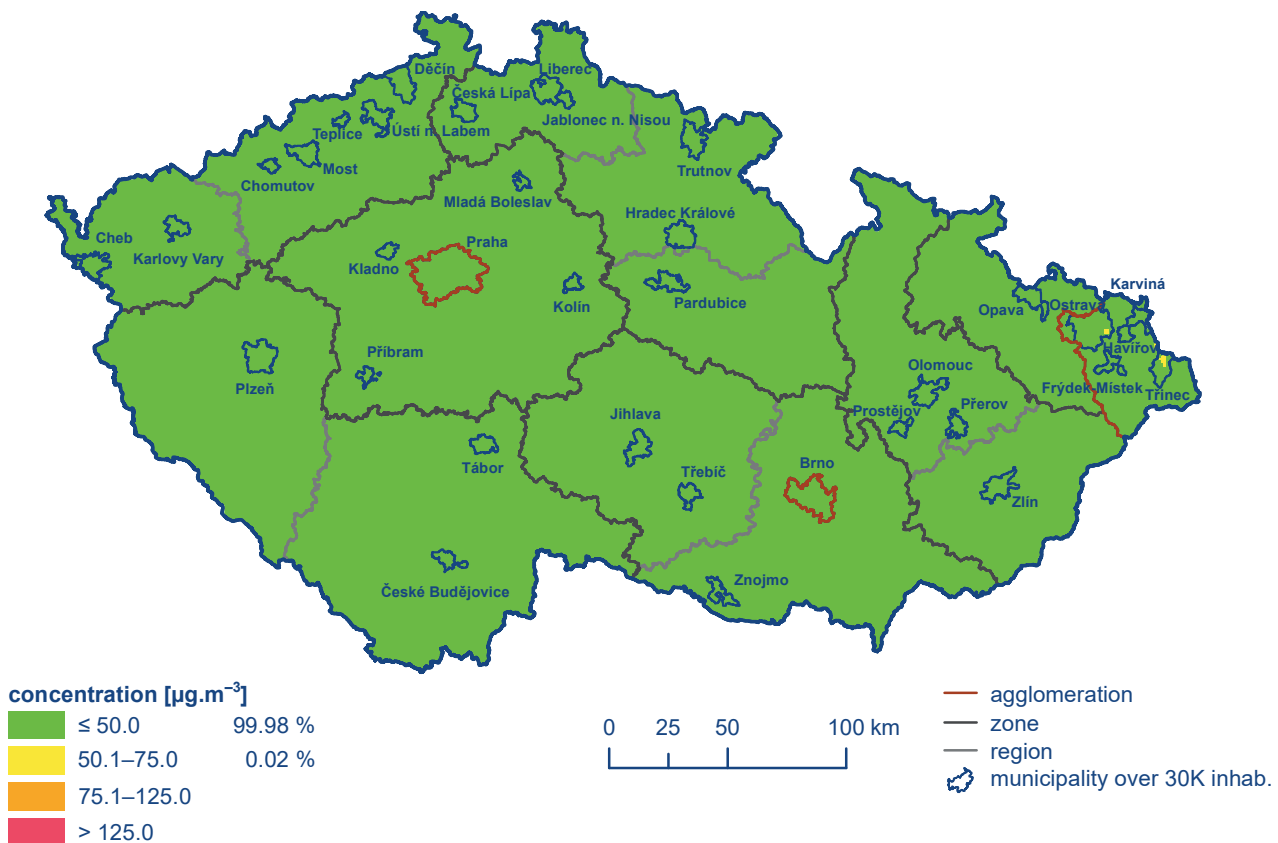 Děčín
Liberec
Česká Lípa
Jablonec n. Nisou
Teplice
Ústí n. Labem
Most
Chomutov
Trutnov
Mladá Boleslav
Hradec Králové
Cheb
Karlovy Vary
Praha
Kladno
Kolín
Pardubice
Karviná
Opava
Ostrava
Havířov
Příbram
Plzeň
Olomouc
Frýdek-Místek
Třinec
Prostějov
Přerov
Jihlava
Tábor
Třebíč
Brno
Zlín
České Budějovice
Znojmo
concentration [µg.m⁻³]
≤ 50.0 99.98 %
50.1–75.0 0.02 %
75.1–125.0
> 125.0
0 25 50 100 km
agglomeration
zone
region
municipality over 30K inhab.